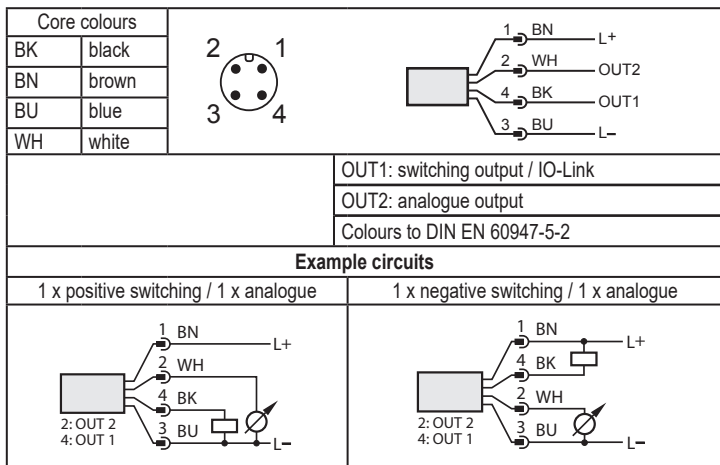 Core colours
BK black
BN brown
BU blue
WH white
2 1
3 4
1 BN L+
2 WH OUT2
4 BK OUT1
3 BU L–
OUT1: switching output / IO-Link
OUT2: analogue output
Colours to DIN EN 60947-5-2
Example circuits
1 x positive switching / 1 x analogue
1 x negative switching / 1 x analogue
1 BN L+
2 WH
4 BK
3 BU L–
2: OUT 2
4: OUT 1
1 BN L+
4 BK
2 WH
3 BU L–
2: OUT 2
4: OUT 1